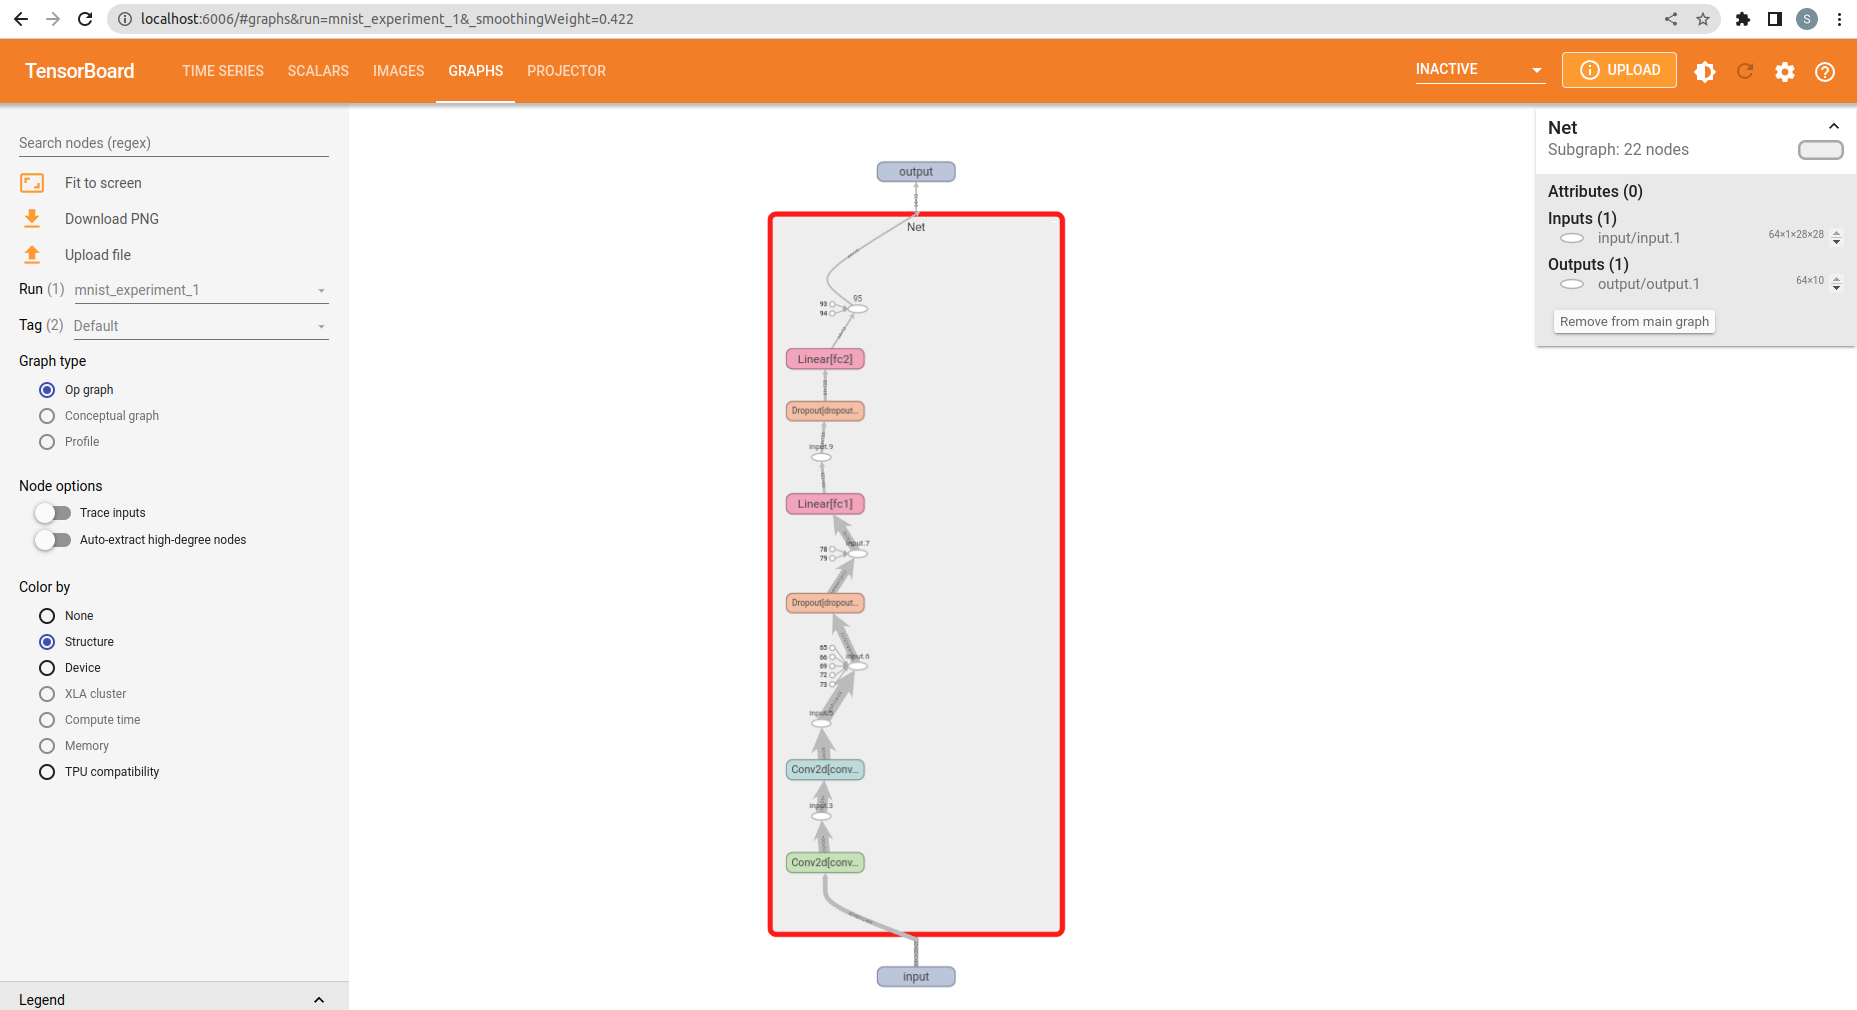 localhost:6006/#graphs&run=mnist_experiment_1&_smoothingWeight=0.422
S
TensorBoard
TIME SERIES
SCALARS
IMAGES
GRAPHS
PROJECTOR
INACTIVE
UPLOAD
Search nodes (regex)
Fit to screen
Download PNG
Upload file
Run (1) mnist_experiment_1
Tag (2) Default
Graph type
Op graph
Conceptual graph
Profile
Node options
Trace inputs
Auto-extract high-degree nodes
Color by
None
Structure
Device
XLA cluster
Compute time
Memory
TPU compatibility
Legend
output
Net
95
93
94
Linear[fc2]
Dropout[dropout...
input.9
Linear[fc1]
input.7
78
79
Dropout[dropout...
65
input.6
66
69
72
73
input.5
Conv2d[conv...
input.3
Conv2d[conv...
input
Net
Subgraph: 22 nodes
Attributes (0)
Inputs (1)
input/input.1 64×1×28×28
Outputs (1)
output/output.1 64×10
Remove from main graph